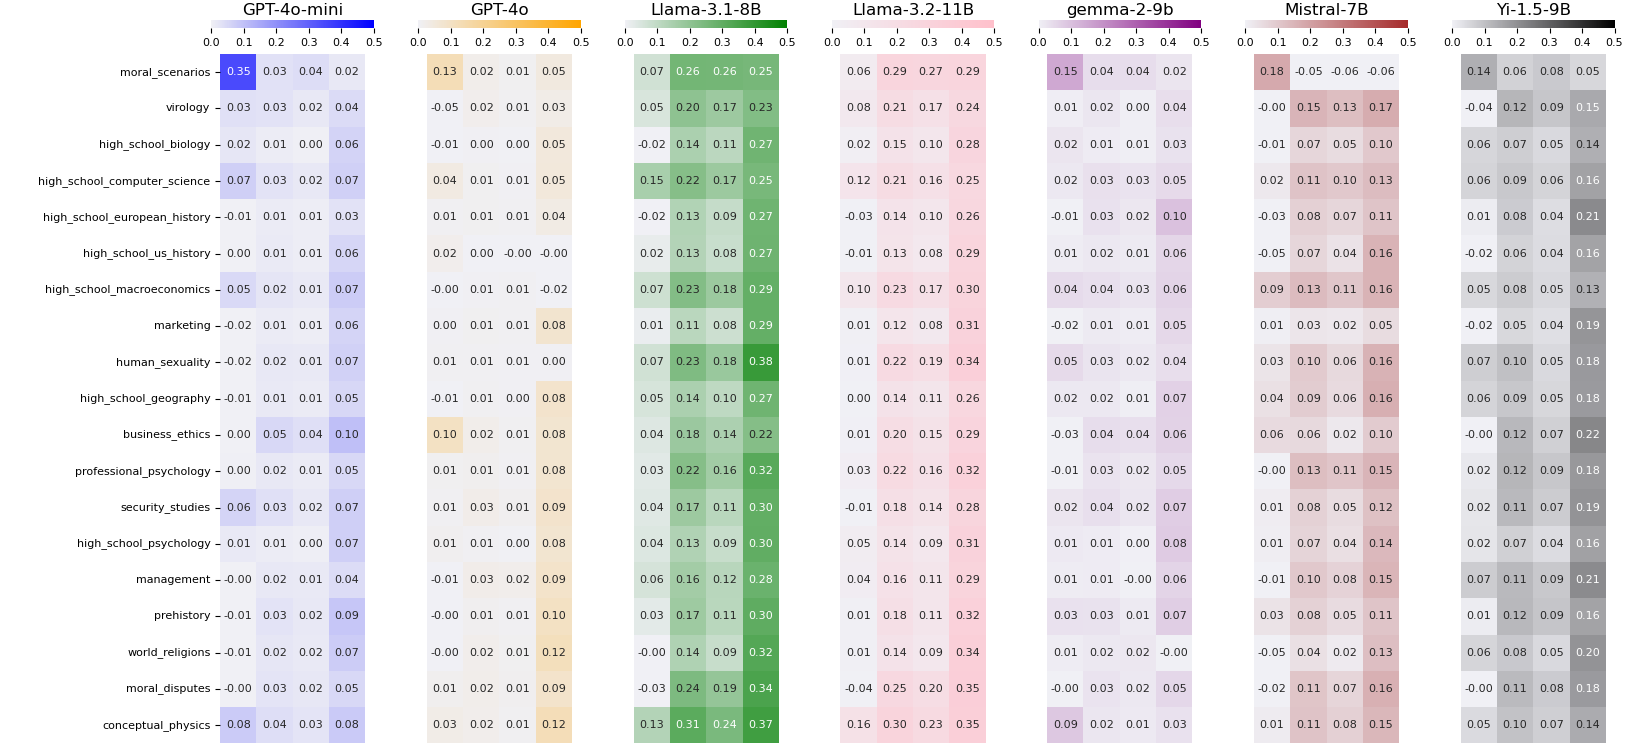 GPT-4o-mini GPT-4o Llama-3.1-8B Llama-3.2-11B gemma-2-9b Mistral-7B Yi-1.5-9B
0.0 0.1 0.2 0.3 0.4 0.5 0.0 0.1 0.2 0.3 0.4 0.5 0.0 0.1 0.2 0.3 0.4 0.5 0.0 0.1 0.2 0.3 0.4 0.5 0.0 0.1 0.2 0.3 0.4 0.5 0.0 0.1 0.2 0.3 0.4 0.5 0.0 0.1 0.2 0.3 0.4 0.5
moral_scenarios 0.35 0.03 0.04 0.02 0.13 0.02 0.01 0.05 0.07 0.26 0.26 0.25 0.06 0.29 0.27 0.29 0.15 0.04 0.04 0.02 0.18 -0.05 -0.06 -0.06 0.14 0.06 0.08 0.05
virology 0.03 0.03 0.02 0.04 -0.05 0.02 0.01 0.03 0.05 0.20 0.17 0.23 0.08 0.21 0.17 0.24 0.01 0.02 0.00 0.04 -0.00 0.15 0.13 0.17 -0.04 0.12 0.09 0.15
high_school_biology 0.02 0.01 0.00 0.06 -0.01 0.00 0.00 0.05 -0.02 0.14 0.11 0.27 0.02 0.15 0.10 0.28 0.02 0.01 0.01 0.03 -0.01 0.07 0.05 0.10 0.06 0.07 0.05 0.14
high_school_computer_science 0.07 0.03 0.02 0.07 0.04 0.01 0.01 0.05 0.15 0.22 0.17 0.25 0.12 0.21 0.16 0.25 0.02 0.03 0.03 0.05 0.02 0.11 0.10 0.13 0.06 0.09 0.06 0.16
high_school_european_history -0.01 0.01 0.01 0.03 0.01 0.01 0.01 0.04 -0.02 0.13 0.09 0.27 -0.03 0.14 0.10 0.26 -0.01 0.03 0.02 0.10 -0.03 0.08 0.07 0.11 0.01 0.08 0.04 0.21
high_school_us_history 0.00 0.01 0.01 0.06 0.02 0.00 -0.00 -0.00 0.02 0.13 0.08 0.27 -0.01 0.13 0.08 0.29 0.01 0.02 0.01 0.06 -0.05 0.07 0.04 0.16 -0.02 0.06 0.04 0.16
high_school_macroeconomics 0.05 0.02 0.01 0.07 -0.00 0.01 0.01 -0.02 0.07 0.23 0.18 0.29 0.10 0.23 0.17 0.30 0.04 0.04 0.03 0.06 0.09 0.13 0.11 0.16 0.05 0.08 0.05 0.13
marketing -0.02 0.01 0.01 0.06 0.00 0.01 0.01 0.08 0.01 0.11 0.08 0.29 0.01 0.12 0.08 0.31 -0.02 0.01 0.01 0.05 0.01 0.03 0.02 0.05 -0.02 0.05 0.04 0.19
human_sexuality -0.02 0.02 0.01 0.07 0.01 0.01 0.01 0.00 0.07 0.23 0.18 0.38 0.01 0.22 0.19 0.34 0.05 0.03 0.02 0.04 0.03 0.10 0.06 0.16 0.07 0.10 0.05 0.18
high_school_geography -0.01 0.01 0.01 0.05 -0.01 0.01 0.00 0.08 0.05 0.14 0.10 0.27 0.00 0.14 0.11 0.26 0.02 0.02 0.01 0.07 0.04 0.09 0.06 0.16 0.06 0.09 0.05 0.18
business_ethics 0.00 0.05 0.04 0.10 0.10 0.02 0.01 0.08 0.04 0.18 0.14 0.22 0.01 0.20 0.15 0.29 -0.03 0.04 0.04 0.06 0.06 0.06 0.02 0.10 -0.00 0.12 0.07 0.22
professional_psychology 0.00 0.02 0.01 0.05 0.01 0.01 0.01 0.08 0.03 0.22 0.16 0.32 0.03 0.22 0.16 0.32 -0.01 0.03 0.02 0.05 -0.00 0.13 0.11 0.15 0.02 0.12 0.09 0.18
security_studies 0.06 0.03 0.02 0.07 0.01 0.03 0.01 0.09 0.04 0.17 0.11 0.30 -0.01 0.18 0.14 0.28 0.02 0.04 0.02 0.07 0.01 0.08 0.05 0.12 0.02 0.11 0.07 0.19
high_school_psychology 0.01 0.01 0.00 0.07 0.01 0.01 0.00 0.08 0.04 0.13 0.09 0.30 0.05 0.14 0.09 0.31 0.01 0.01 0.00 0.08 0.01 0.07 0.04 0.14 0.02 0.07 0.04 0.16
management -0.00 0.02 0.01 0.04 -0.01 0.03 0.02 0.09 0.06 0.16 0.12 0.28 0.04 0.16 0.11 0.29 0.01 0.01 -0.00 0.06 -0.01 0.10 0.08 0.15 0.07 0.11 0.09 0.21
prehistory -0.01 0.03 0.02 0.09 -0.00 0.01 0.01 0.10 0.03 0.17 0.11 0.30 0.01 0.18 0.11 0.32 0.03 0.03 0.01 0.07 0.03 0.08 0.05 0.11 0.01 0.12 0.09 0.16
world_religions -0.01 0.02 0.02 0.07 -0.00 0.02 0.01 0.12 -0.00 0.14 0.09 0.32 0.01 0.14 0.09 0.34 0.01 0.02 0.02 -0.00 -0.05 0.04 0.02 0.13 0.06 0.08 0.05 0.20
moral_disputes -0.00 0.03 0.02 0.05 0.01 0.02 0.01 0.09 -0.03 0.24 0.19 0.34 -0.04 0.25 0.20 0.35 -0.00 0.03 0.02 0.05 -0.02 0.11 0.07 0.16 -0.00 0.11 0.08 0.18
conceptual_physics 0.08 0.04 0.03 0.08 0.03 0.02 0.01 0.12 0.13 0.31 0.24 0.37 0.16 0.30 0.23 0.35 0.09 0.02 0.01 0.03 0.01 0.11 0.08 0.15 0.05 0.10 0.07 0.14